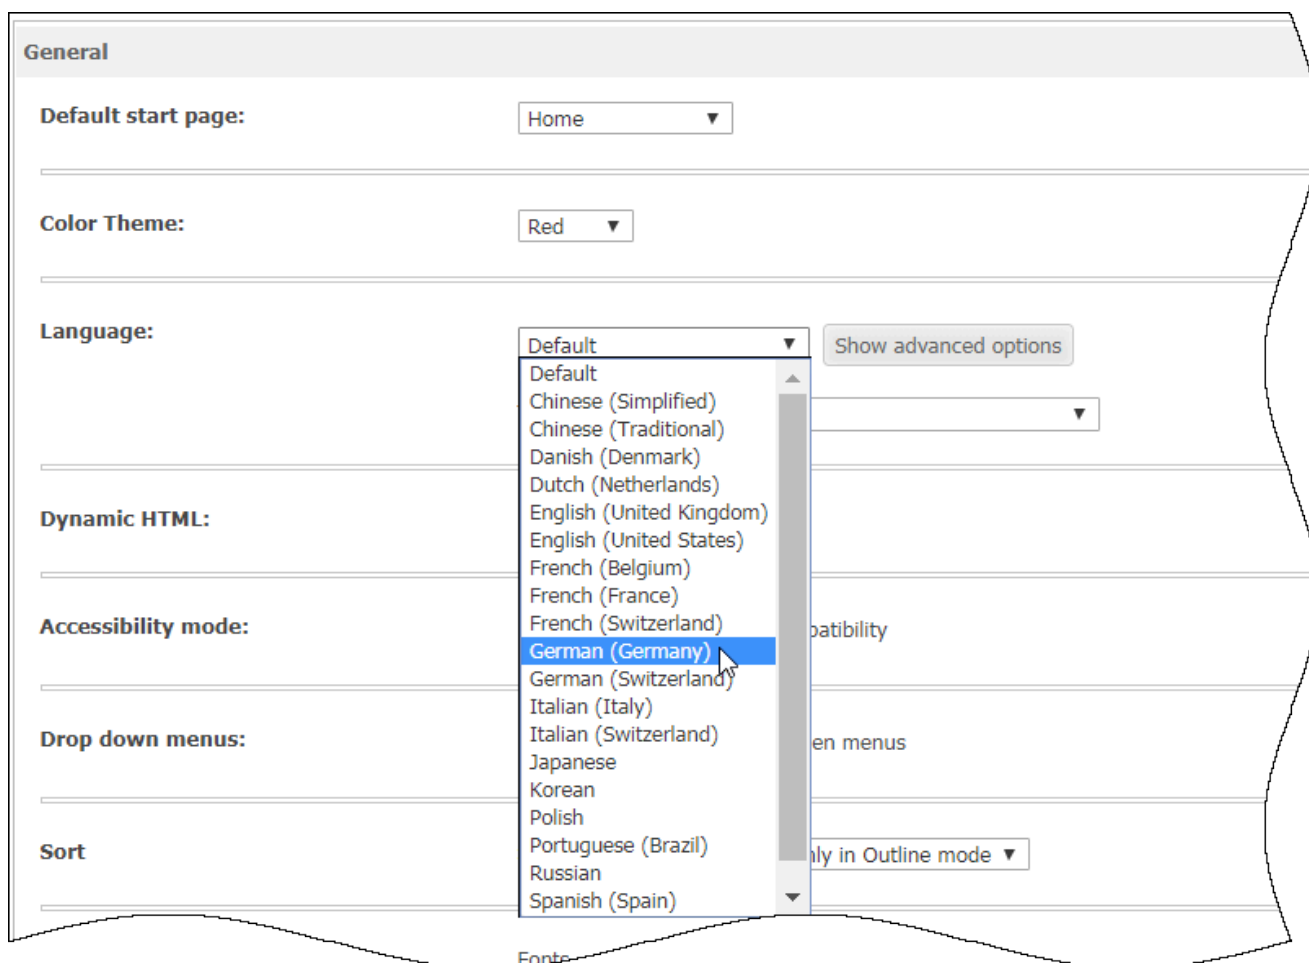 General
Default start page:
Home
Color Theme:
Red
Language:
Default
Show advanced options
Default
Chinese (Simplified)
Chinese (Traditional)
Danish (Denmark)
Dutch (Netherlands)
English (United Kingdom)
English (United States)
French (Belgium)
French (France)
French (Switzerland)
German (Germany)
German (Switzerland)
Italian (Italy)
Italian (Switzerland)
Japanese
Korean
Polish
Portuguese (Brazil)
Russian
Spanish (Spain)
Dynamic HTML:
Accessibility mode:
patibility
Drop down menus:
en menus
Sort
nly in Outline mode
Fonts